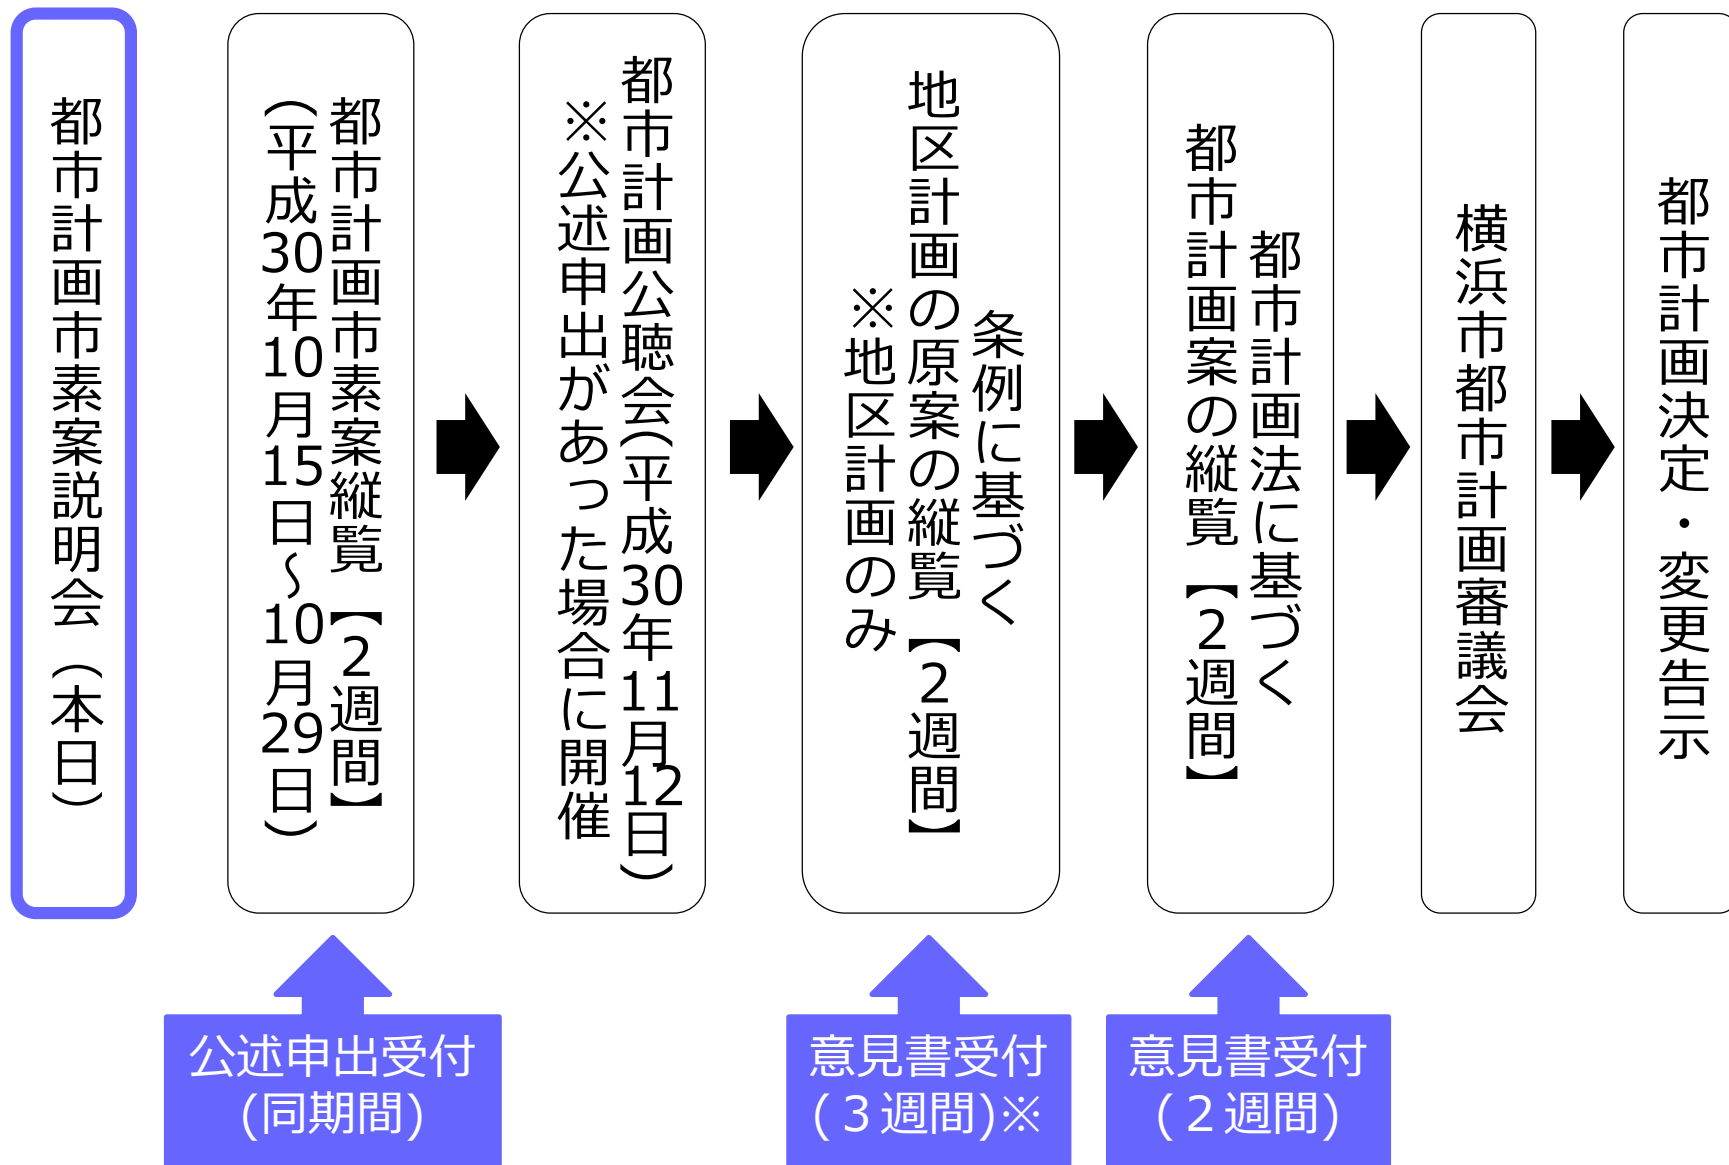 都市計画市素案説明会（本日）
都市計画市素案縦覧【２週間】
（平成30年10月15日～10月29日）
都市計画公聴会（平成30年11月12日）
※公述申出があった場合に開催
条例に基づく
地区計画の原案の縦覧【２週間】
※地区計画のみ
都市計画法に基づく
都市計画案の縦覧【２週間】
横浜市都市計画審議会
都市計画決定・変更告示
公述申出受付
(同期間)
意見書受付
(３週間)※
意見書受付
(２週間)